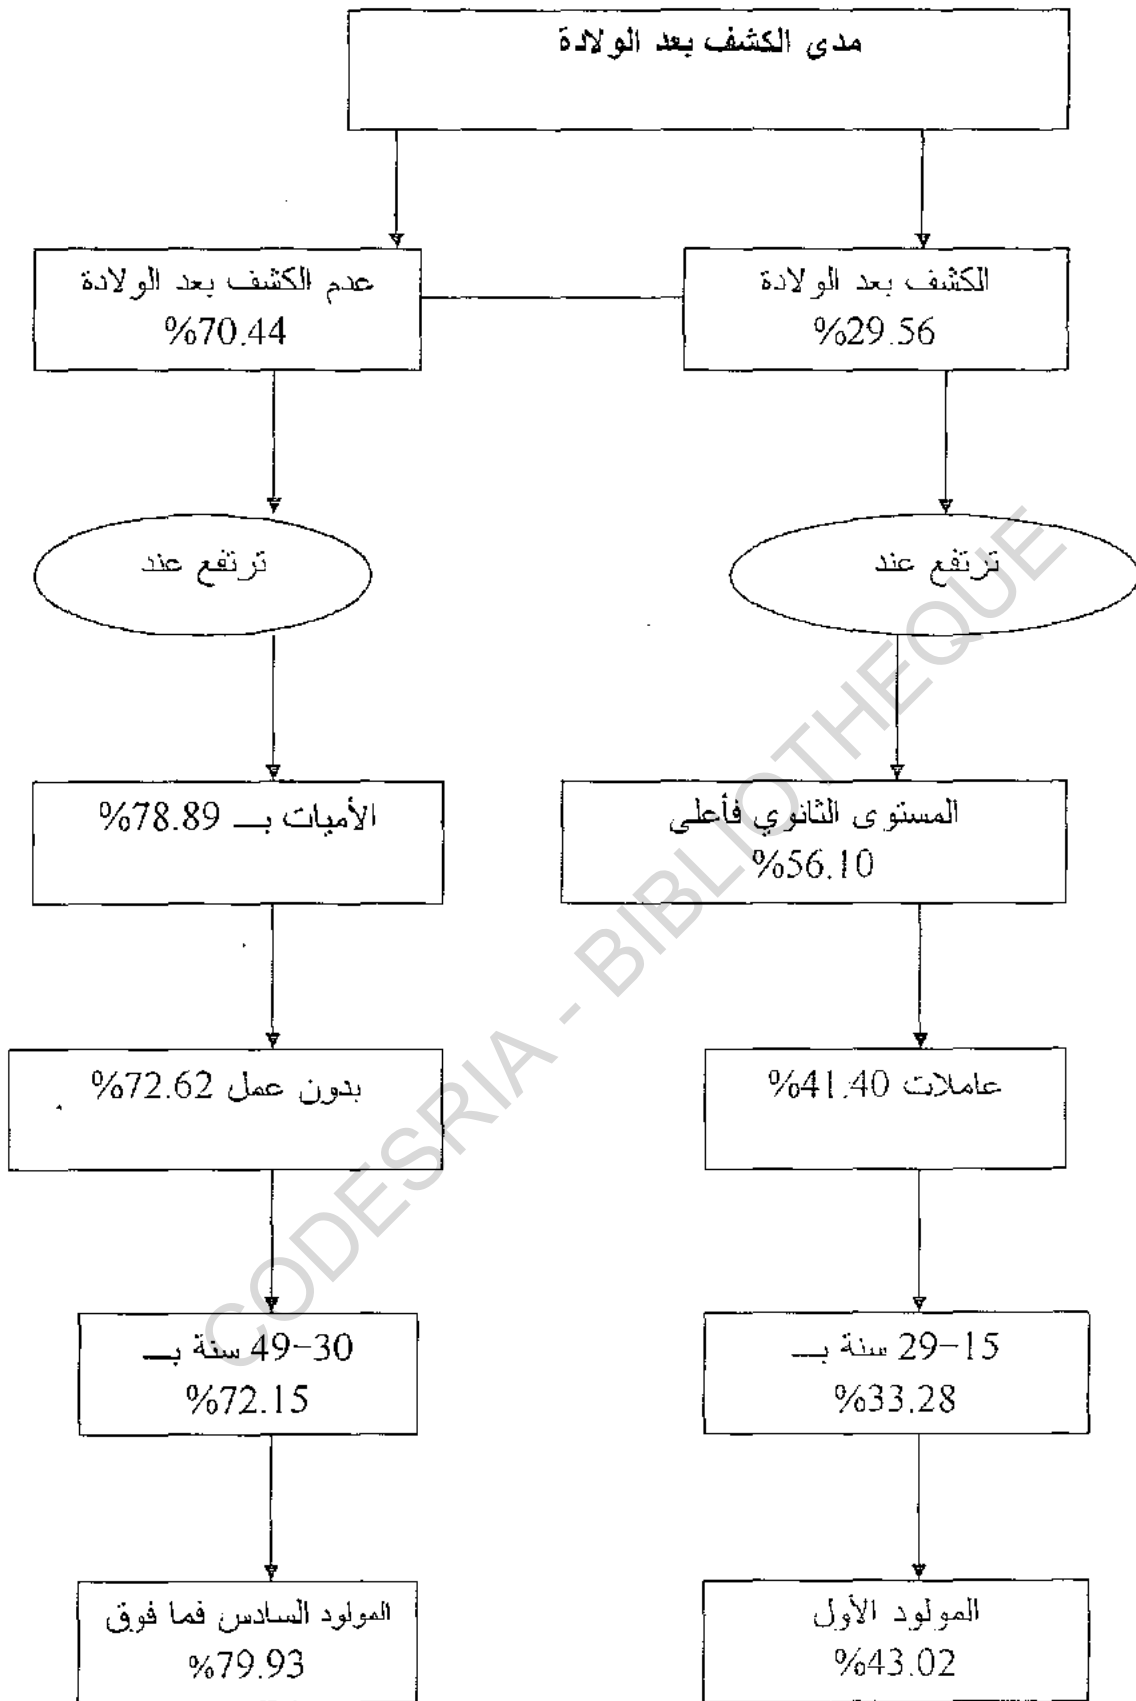 مدى الكشف بعد الولادة
الكشف بعد الولادة
%29.56
عدم الكشف بعد الولادة
%70.44
ترتفع عند
ترتفع عند
المستوى الثانوي فأعلى
%56.10
الأميات بـ 78.89%
عاملات 41.40%
بدون عمل 72.62%
15-29 سنة بـ
%33.28
30-49 سنة بـ
%72.15
المولود الأول
%43.02
المولود السادس فما فوق
%79.93
CODESRIA - BIBLIOTHEQUE